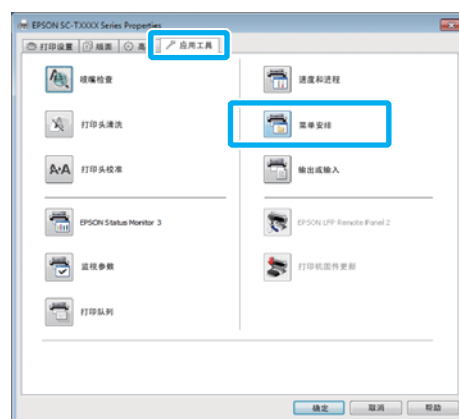 EPSON SC-TXXXX Series Properties
打印设置 版面 高 应用工具
喷嘴检查
速度和进程
打印头清洗
菜单安排
打印头校准
输出或输入
EPSON Status Monitor 3
EPSON LFP Remote Panel 2
监视参数
打印机固件更新
打印队列
确定 取消 帮助